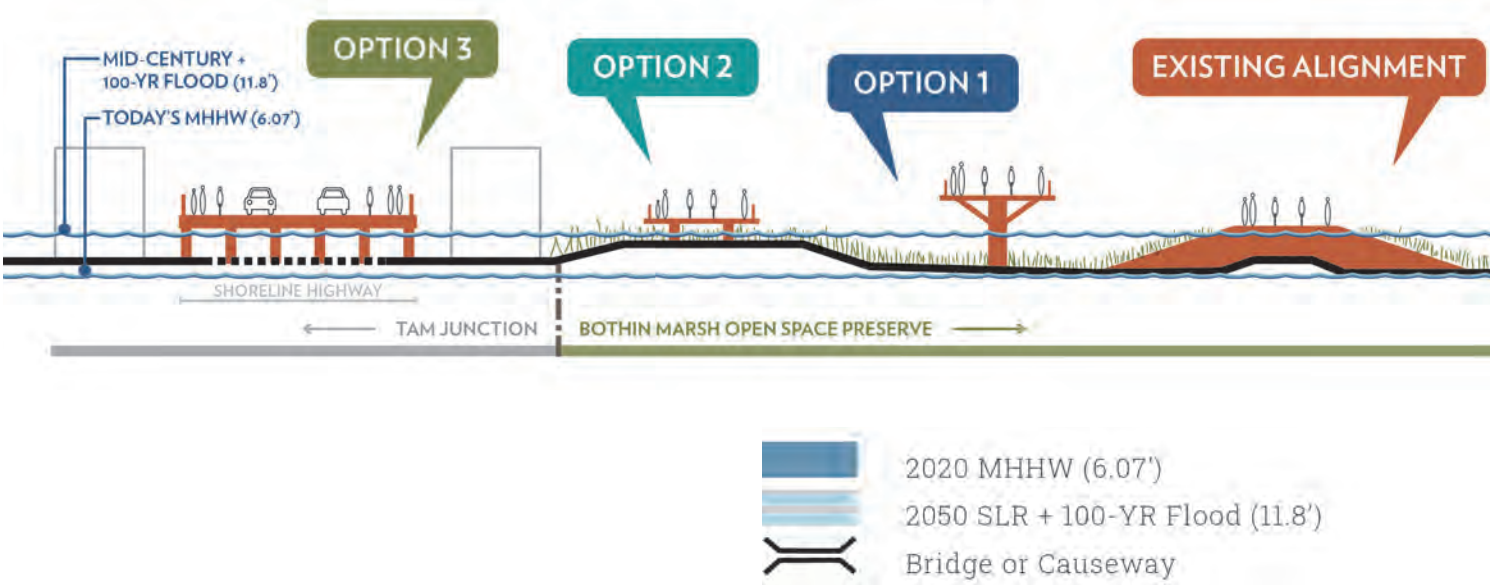 MID-CENTURY +
100-YR FLOOD (11.8')
TODAY'S MHHW (6.07')
OPTION 3
OPTION 2
OPTION 1
EXISTING ALIGNMENT
SHORELINE HIGHWAY
TAM JUNCTION
BOTHIN MARSH OPEN SPACE PRESERVE
2020 MHHW (6.07')
2050 SLR + 100-YR Flood (11.8')
Bridge or Causeway